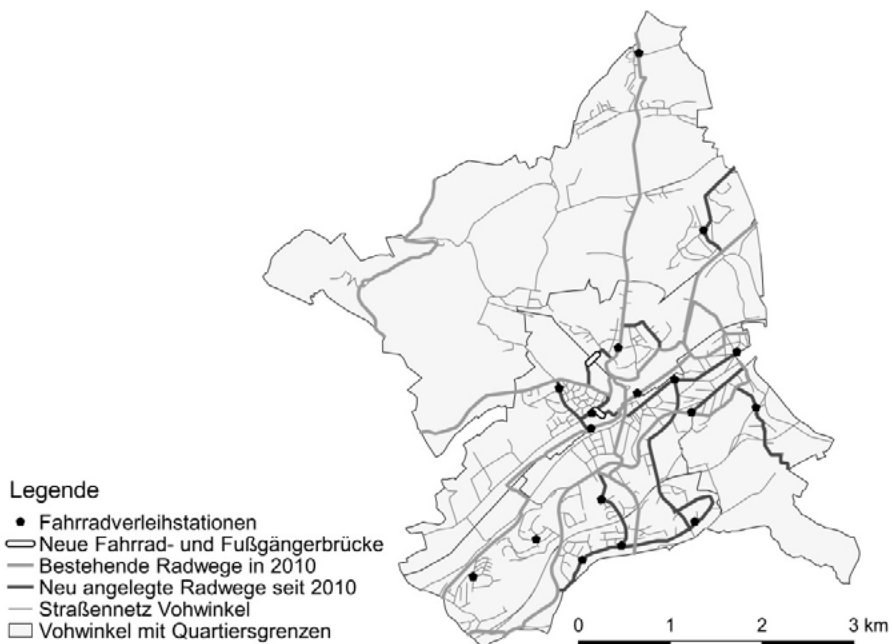 Legende
Fahrradverleihstationen
Neue Fahrrad- und Fußgängerbrücke
Bestehende Radwege in 2010
Neu angelegte Radwege seit 2010
Straßennetz Vohwinkel
Vohwinkel mit Quartiersgrenzen
0 1 2 3 km